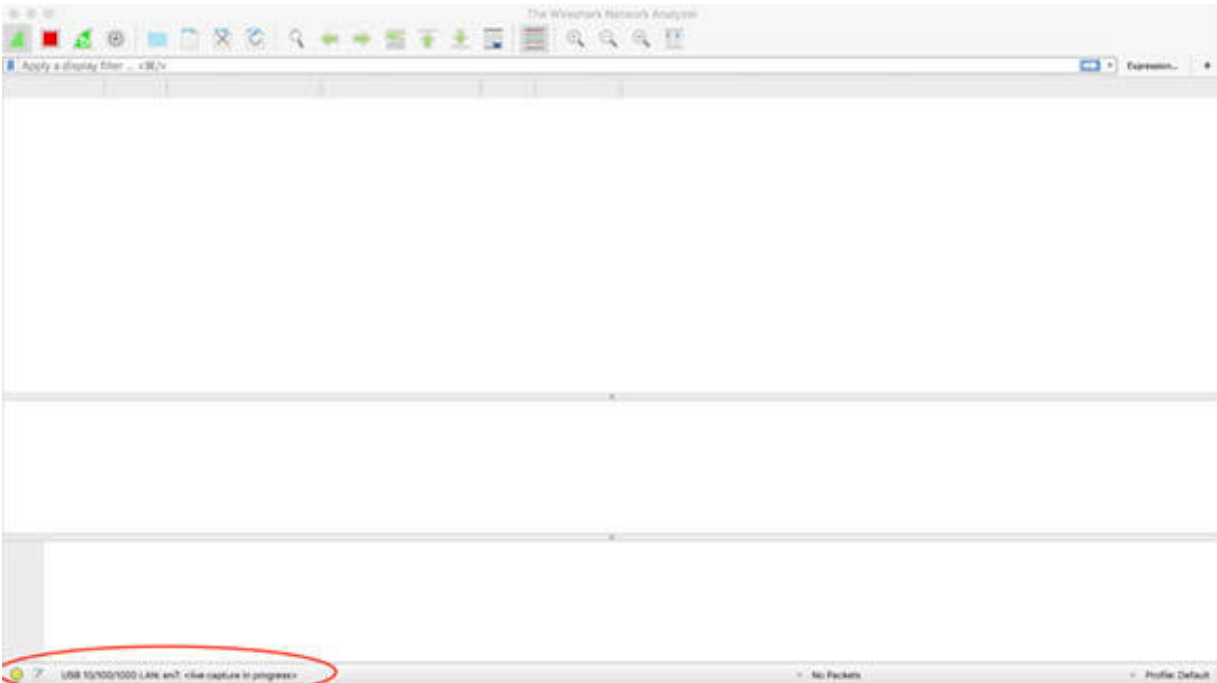 The Wireshark Network Analyzer
Apply a display filter ... <⌘/>
Expression...
+
USB 10/100/1000 LAN: en7: <live capture in progress>
No Packets
Profile: Default